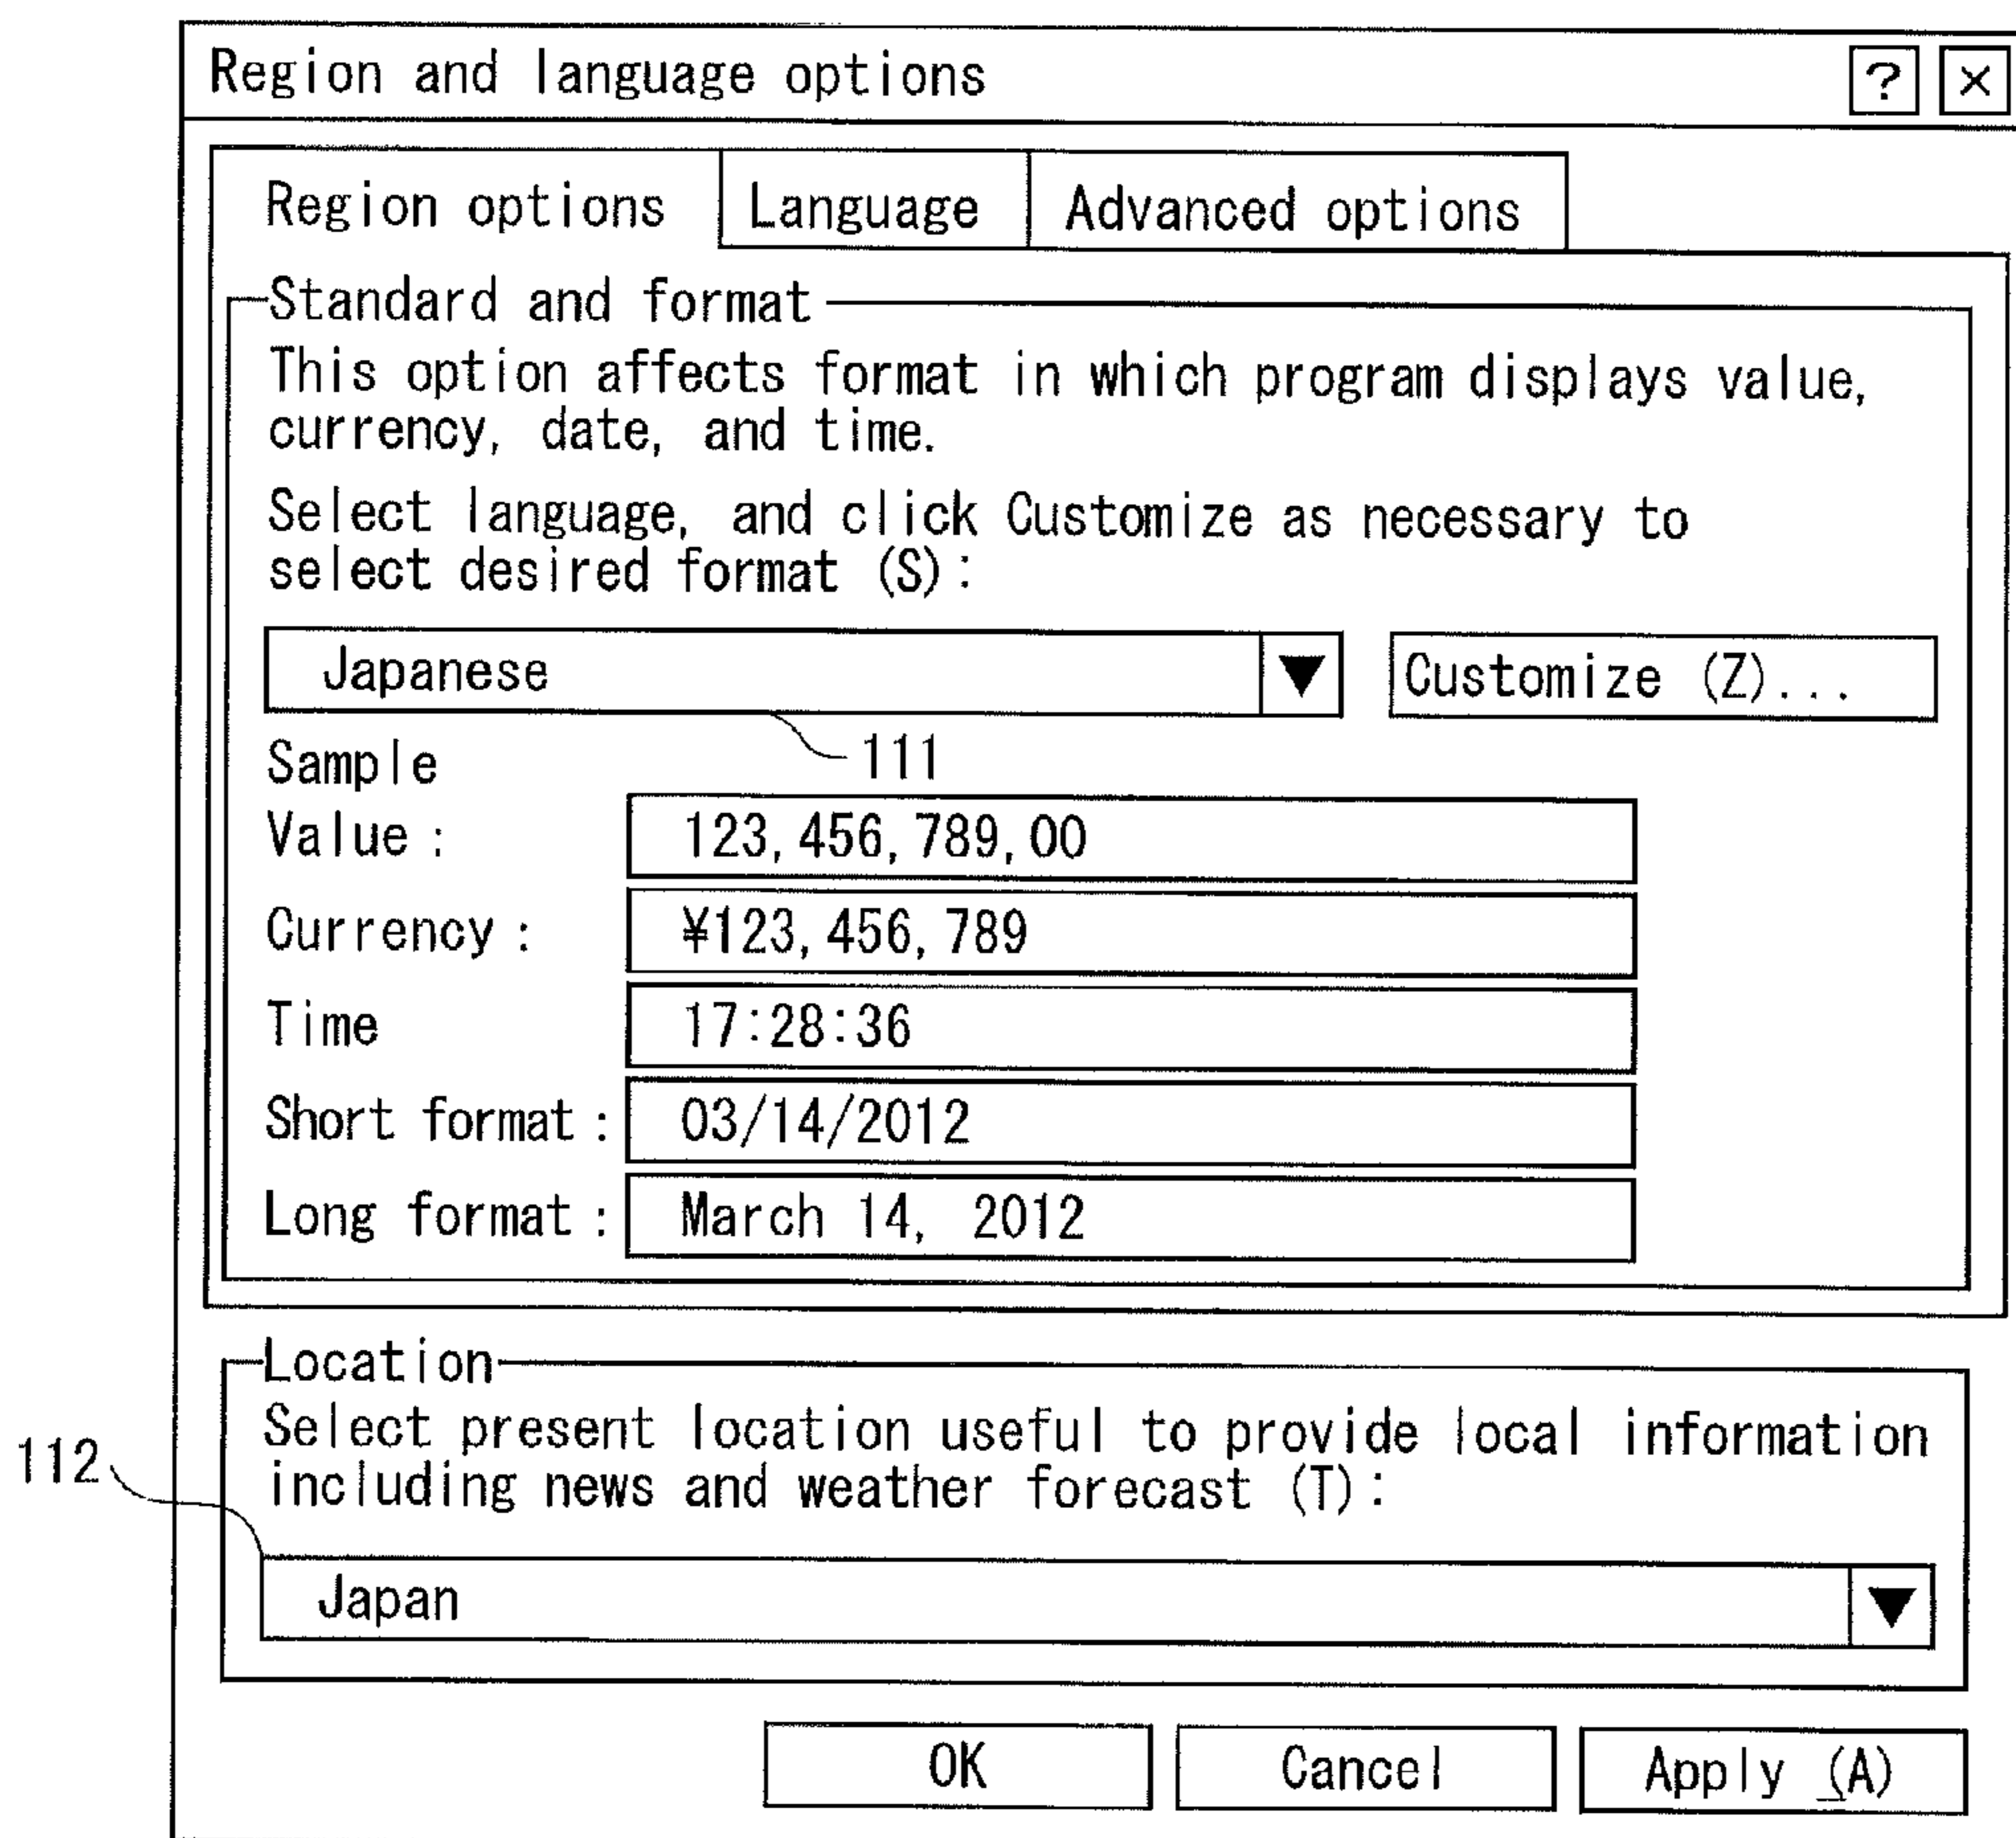 Region and language options ? ×
Region options Language Advanced options
Standard and format
This option affects format in which program displays value,
currency, date, and time.
Select language, and click Customize as necessary to
select desired format (S):
Japanese ▼ Customize (Z)...
111
Sample
Value: 123,456,789,00
Currency: ¥123,456,789
Time 17:28:36
Short format: 03/14/2012
Long format: March 14, 2012
Location
Select present location useful to provide local information
including news and weather forecast (T):
112
Japan ▼
OK Cancel Apply (A)